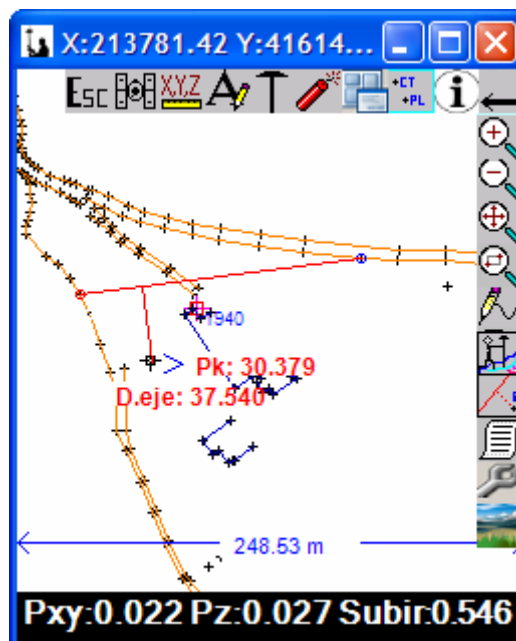 X:213781.42 Y:41614...
ESC X,Y,Z A T +CT
+PL i
1940
> Pk: 30.379
D.eje: 37.540
248.53 m
Pxy:0.022 Pz:0.027 Subir:0.546